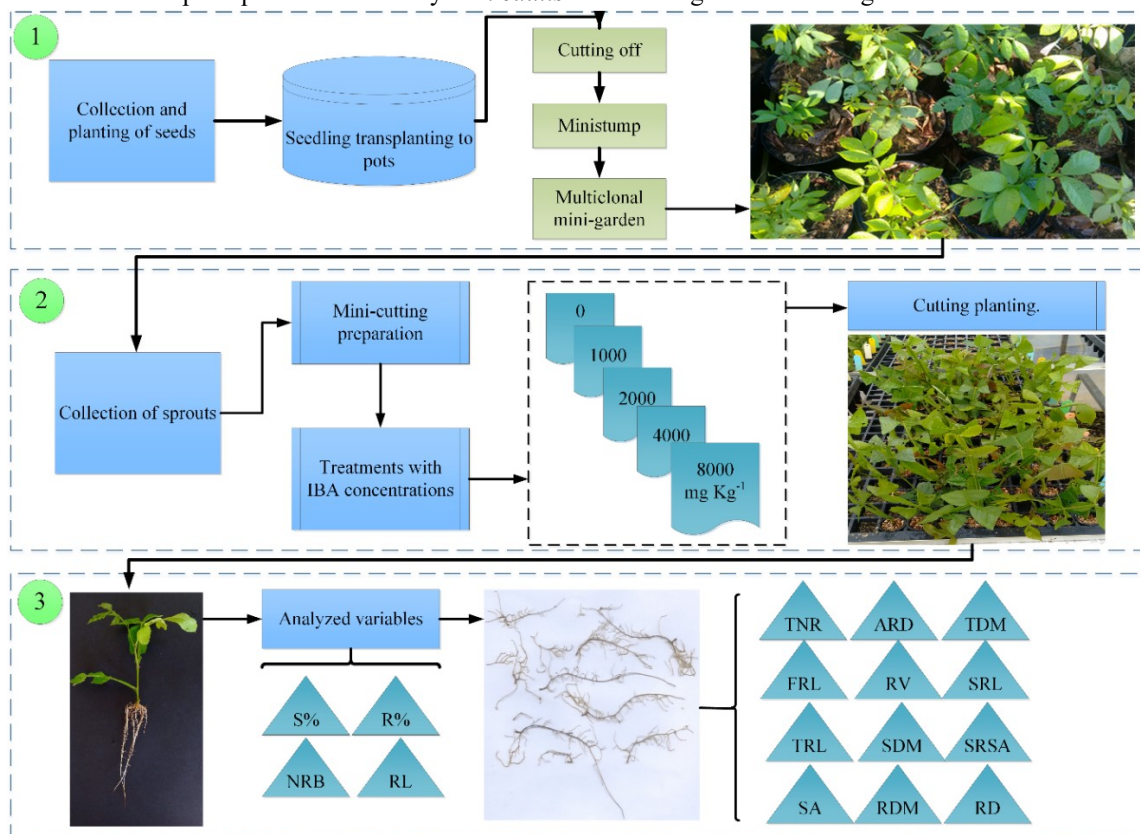 1
Collection and
planting of seeds
Seedling transplanting to
pots
Cutting off
Ministump
Multiclonal
mini-garden
2
Collection of sprouts
Mini-cutting
preparation
Treatments with
IBA concentrations
0
1000
2000
4000
8000
mg Kg⁻¹
Cutting planting.
3
Analyzed variables
S%
R%
NRB
RL
TNR
ARD
TDM
FRL
RV
SRL
TRL
SDM
SRSA
SA
RDM
RD